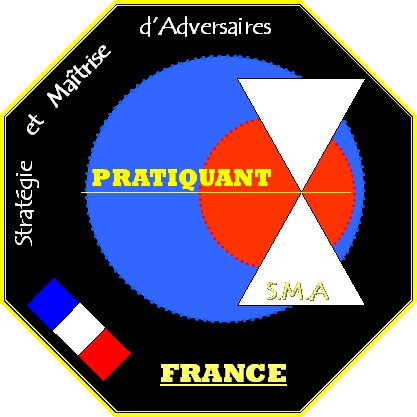 Stratégie et Maîtrise d'Adversaires
PRATIQUANT
S.M.A
FRANCE